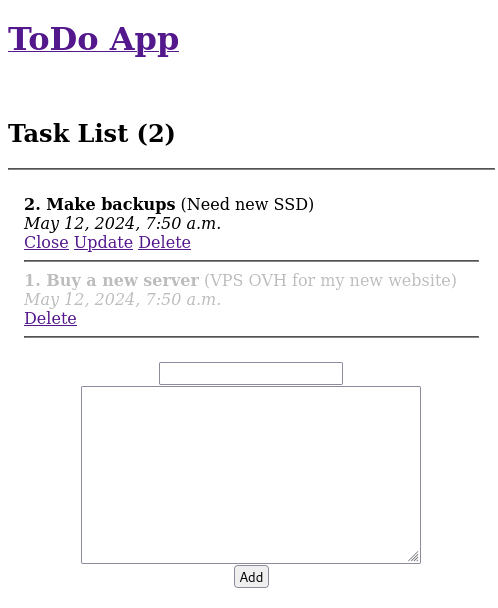 ToDo App
Task List (2)
2. Make backups (Need new SSD)
May 12, 2024, 7:50 a.m.
Close Update Delete
1. Buy a new server (VPS OVH for my new website)
May 12, 2024, 7:50 a.m.
Delete
Add